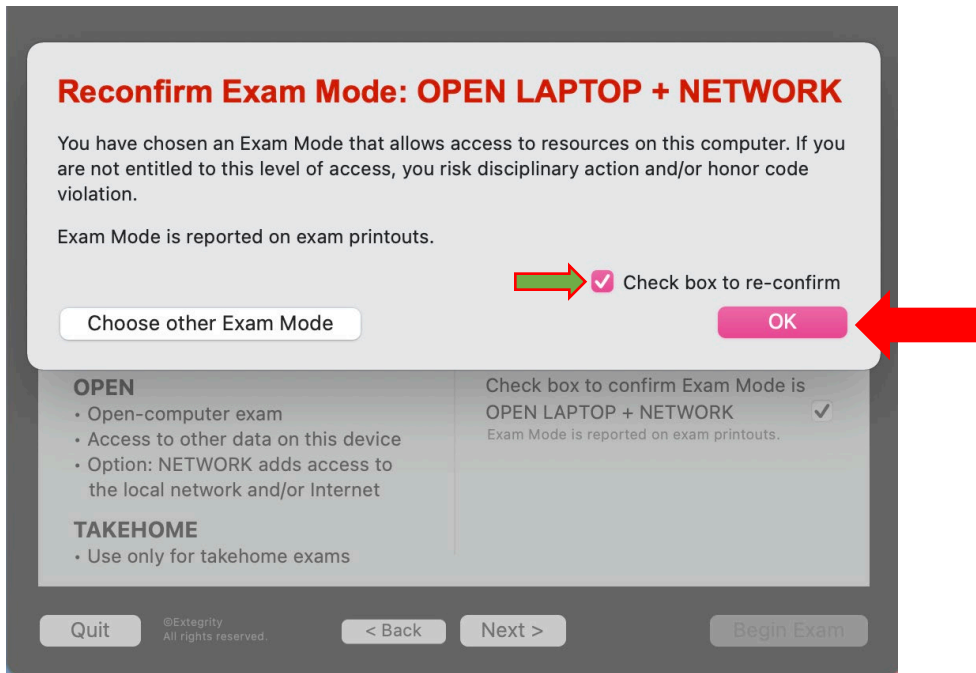 Reconfirm Exam Mode: OPEN LAPTOP + NETWORK
You have chosen an Exam Mode that allows access to resources on this computer. If you
are not entitled to this level of access, you risk disciplinary action and/or honor code
violation.
Exam Mode is reported on exam printouts.
Check box to re-confirm
Choose other Exam Mode
OK
OPEN
• Open-computer exam
• Access to other data on this device
• Option: NETWORK adds access to
the local network and/or Internet
TAKEHOME
• Use only for takehome exams
Check box to confirm Exam Mode is
OPEN LAPTOP + NETWORK
Exam Mode is reported on exam printouts.
Quit
©Extegrity
All rights reserved.
< Back
Next >
Begin Exam